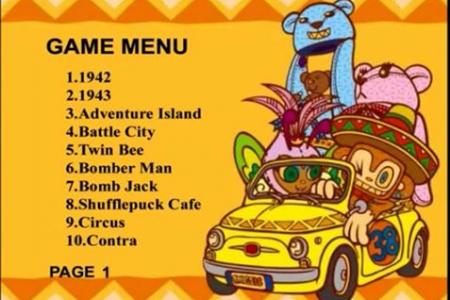 GAME MENU
1.1942
2.1943
3.Adventure Island
4.Battle City
5.Twin Bee
6.Bomber Man
7.Bomb Jack
8.Shufflepuck Cafe
9.Circus
10.Contra
PAGE 1
38